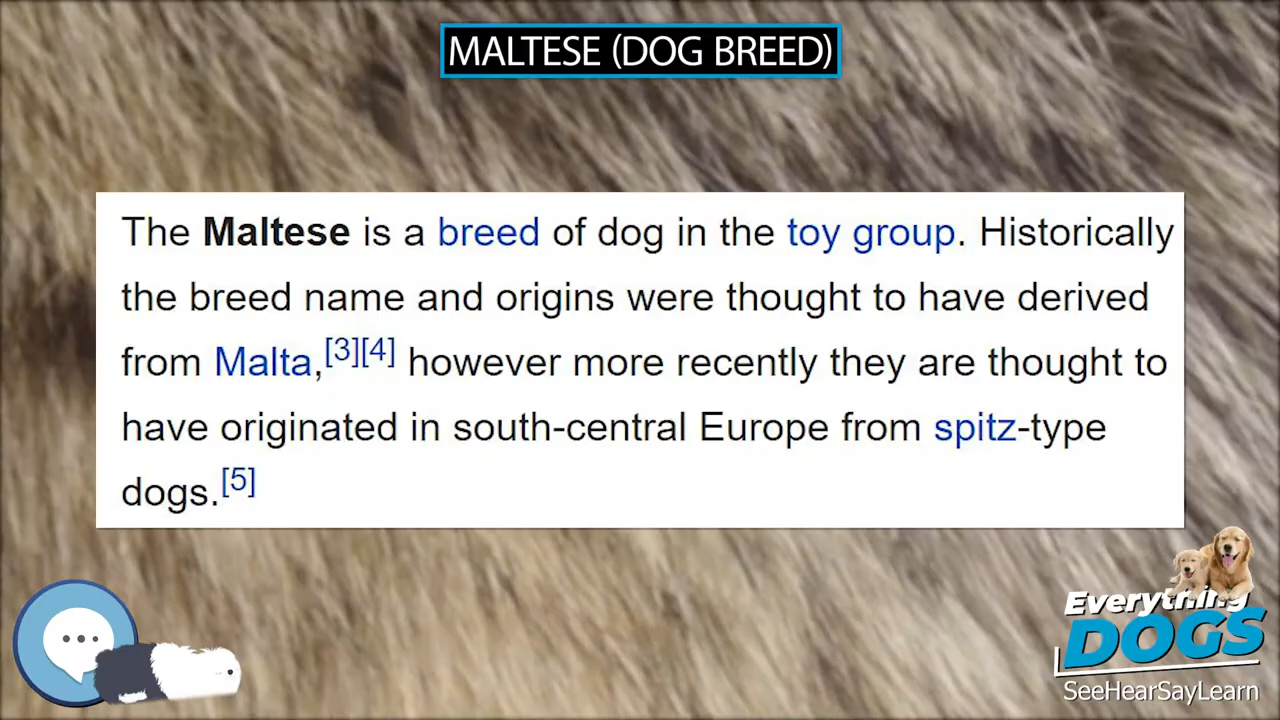 MALTESE (DOG BREED)
The Maltese is a breed of dog in the toy group. Historically
the breed name and origins were thought to have derived
from Malta,[3][4] however more recently they are thought to
have originated in south-central Europe from spitz-type
dogs.[5]
Everything
DOGS
SeeHearSayLearn